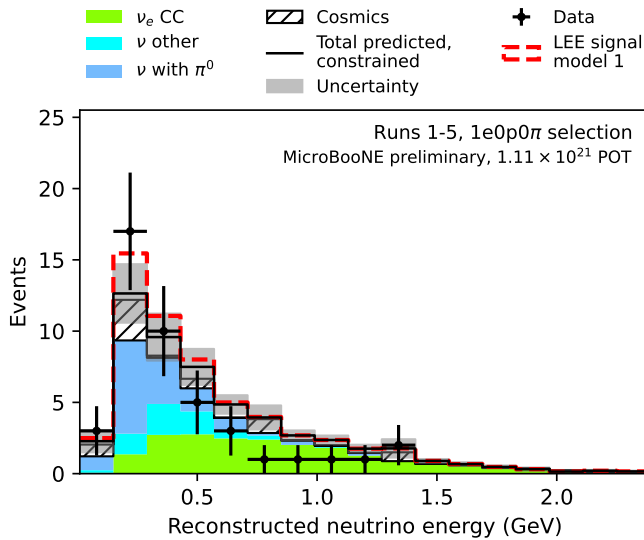 νₑ CC
ν other
ν with π⁰
Cosmics
Total predicted,
constrained
Uncertainty
Data
LEE signal
model 1
Runs 1-5, 1e0p0π selection
MicroBooNE preliminary, 1.11 × 10²¹ POT
Events
25
20
15
10
5
0
0.5
1.0
1.5
2.0
Reconstructed neutrino energy (GeV)